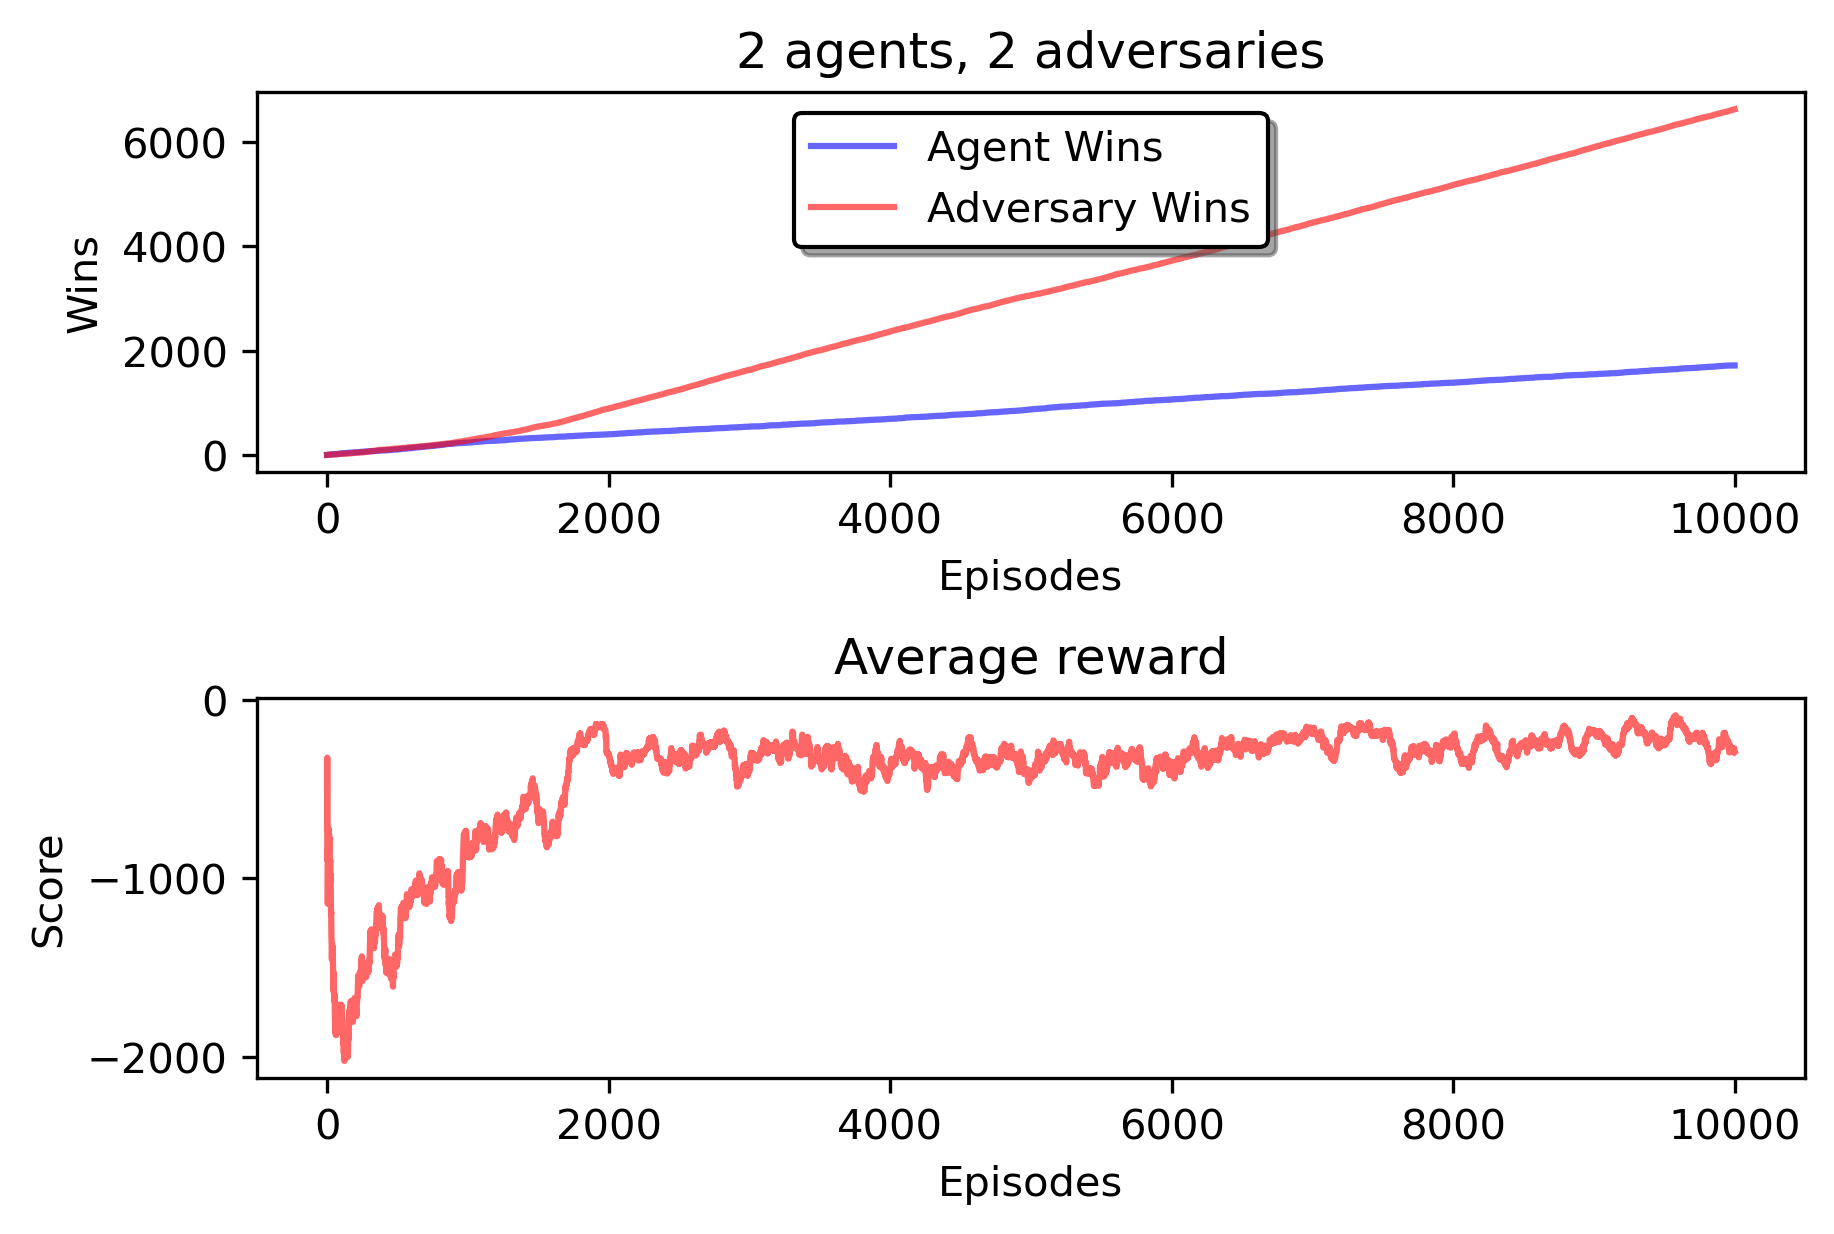 2 agents, 2 adversaries
Agent Wins
Adversary Wins
Wins
6000
4000
2000
0
0 2000 4000 6000 8000 10000
Episodes
Average reward
Score
0
−1000
−2000
0 2000 4000 6000 8000 10000
Episodes